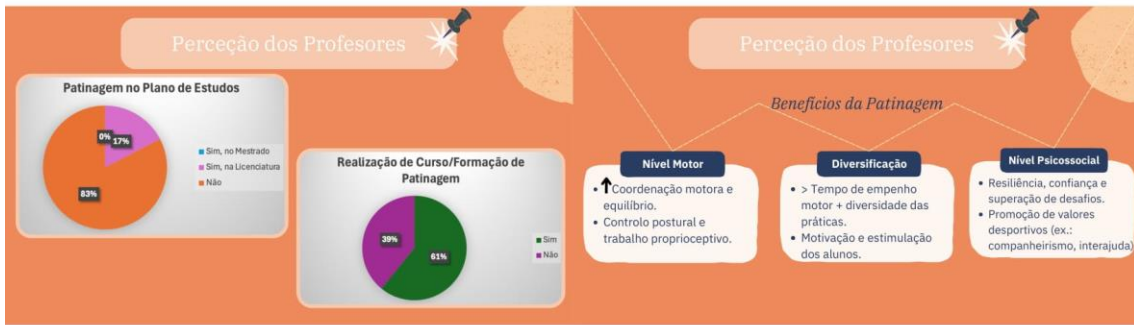 Perceção dos Profesores
Patinagem no Plano de Estudos
0%
17%
83%
Sim, no Mestrado
Sim, na Licenciatura
Não
Realização de Curso/Formação de
Patinagem
39%
61%
Sim
Não
Perceção dos Profesores
Benefícios da Patinagem
Nível Motor
• ↑Coordenação motora e
equilíbrio.
• Controlo postural e
trabalho proprioceptivo.
Diversificação
• > Tempo de empenho
motor + diversidade das
práticas.
• Motivação e estimulação
dos alunos.
Nível Psicossocial
• Resiliência, confiança e
superação de desafios.
• Promoção de valores
desportivos (ex.:
companheirismo, interajuda)